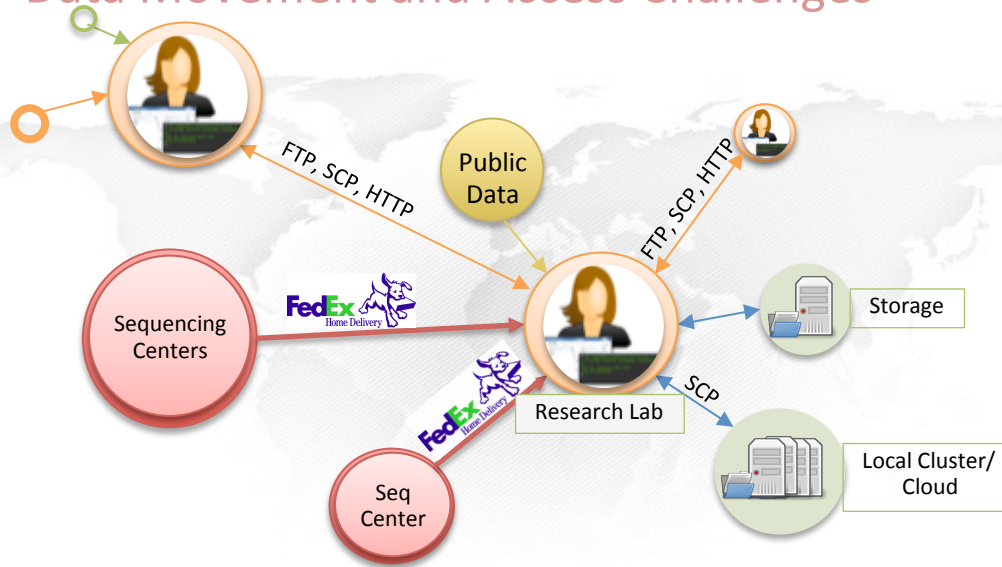 Data Movement and Access Challenges
FTP, SCP, HTTP
Public
Data
FTP, SCP, HTTP
Sequencing
Centers
FedEx
Home Delivery
Storage
FedEx
Home Delivery
SCP
Research Lab
Local Cluster/
Cloud
Seq
Center